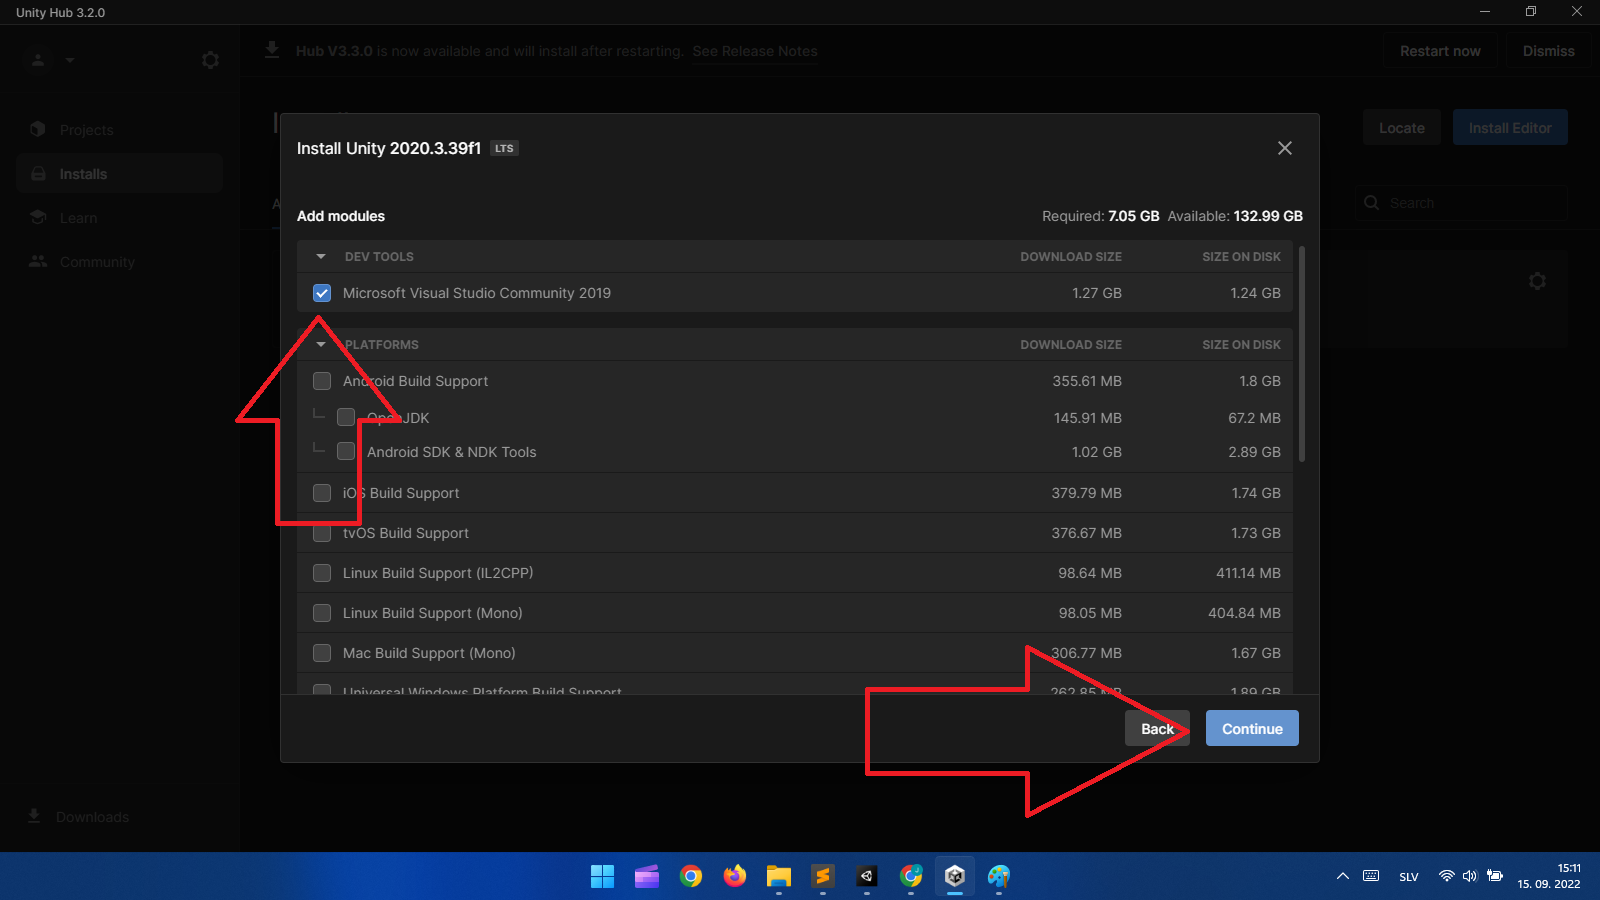 Unity Hub 3.2.0
Hub V3.3.0 is now available and will install after restarting. See Release Notes
Restart now
Dismiss
Projects
Installs
Learn
Community
Downloads
Locate
Install Editor
Search
Install Unity 2020.3.39f1 LTS
Add modules
Required: 7.05 GB Available: 132.99 GB
DEV TOOLS DOWNLOAD SIZE SIZE ON DISK
Microsoft Visual Studio Community 2019 1.27 GB 1.24 GB
PLATFORMS DOWNLOAD SIZE SIZE ON DISK
Android Build Support 355.61 MB 1.8 GB
OpenJDK 145.91 MB 67.2 MB
Android SDK & NDK Tools 1.02 GB 2.89 GB
iOS Build Support 379.79 MB 1.74 GB
tvOS Build Support 376.67 MB 1.73 GB
Linux Build Support (IL2CPP) 98.64 MB 411.14 MB
Linux Build Support (Mono) 98.05 MB 404.84 MB
Mac Build Support (Mono) 306.77 MB 1.67 GB
Universal Windows Platform Build Support 262.85 MB 1.89 GB
Back
Continue
SLV
15:11
15. 09. 2022